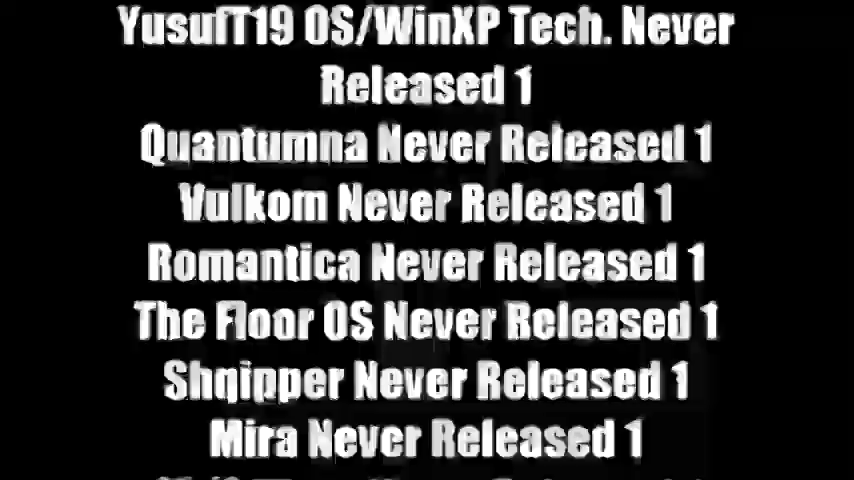 YusufT19 OS/WinXP Tech. Never
Released 1
Quantumna Never Released 1
Vulkom Never Released 1
Romantica Never Released 1
The Floor OS Never Released 1
Shqipper Never Released 1
Mira Never Released 1